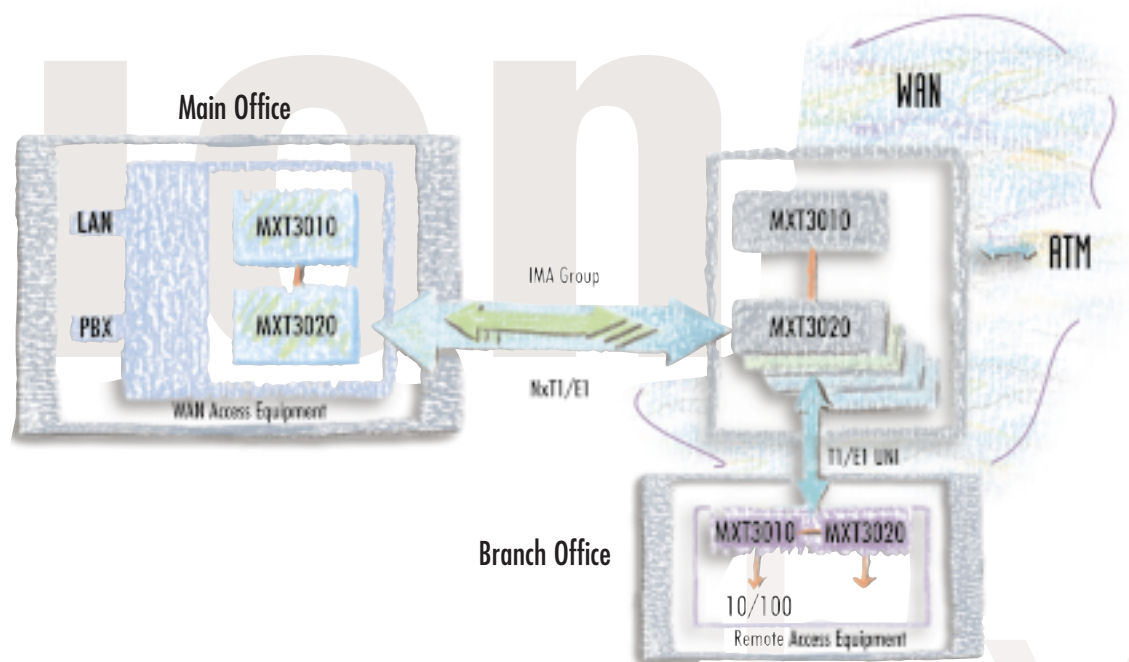 Main Office
WAN
LAN
MXT3010
MXT3010
ATM
IMA Group
PBX
MXT3020
MXT3020
NxT1/E1
WAN Access Equipment
T1/E1 UNI
MXT3010
MXT3020
Branch Office
10/100
Remote Access Equipment